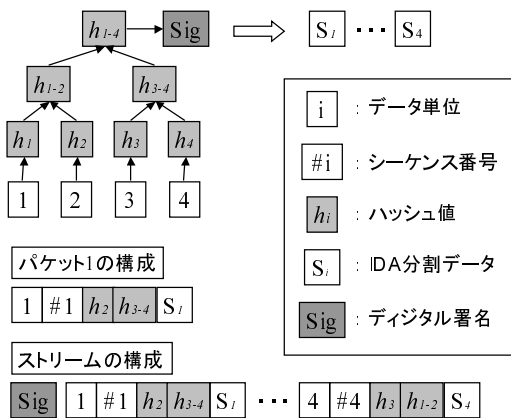 h1-4 Sig S1 ··· S4
h1-2 h3-4
h1 h2 h3 h4
1 2 3 4
i : データ単位
#i : シーケンス番号
hi : ハッシュ値
Si : IDA分割データ
Sig : ディジタル署名
パケット1の構成
1 #1 h2 h3-4 S1
ストリームの構成
Sig 1 #1 h2 h3-4 S1 ··· 4 #4 h3 h1-2 S4